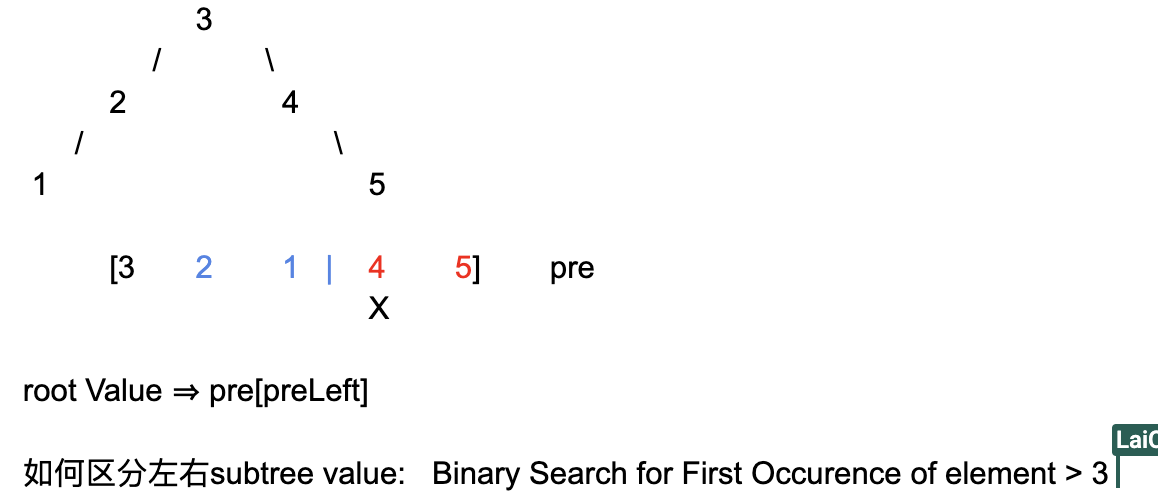 3
/ \
2 4
/ \
1 5
[3 2 1 | 4 5] pre
X
root Value ⇒ pre[preLeft]
LaiC
如何区分左右subtree value: Binary Search for First Occurence of element > 3